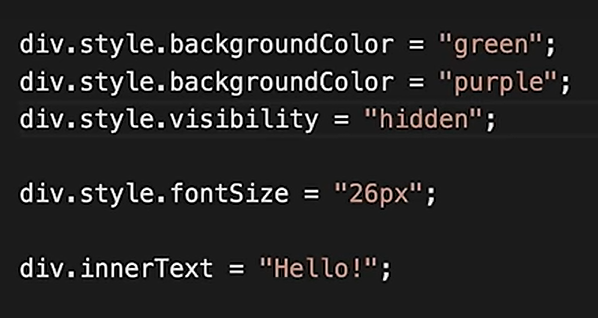 div.style.backgroundColor = "green";
div.style.backgroundColor = "purple";
div.style.visibility = "hidden";
div.style.fontSize = "26px";
div.innerText = "Hello!";